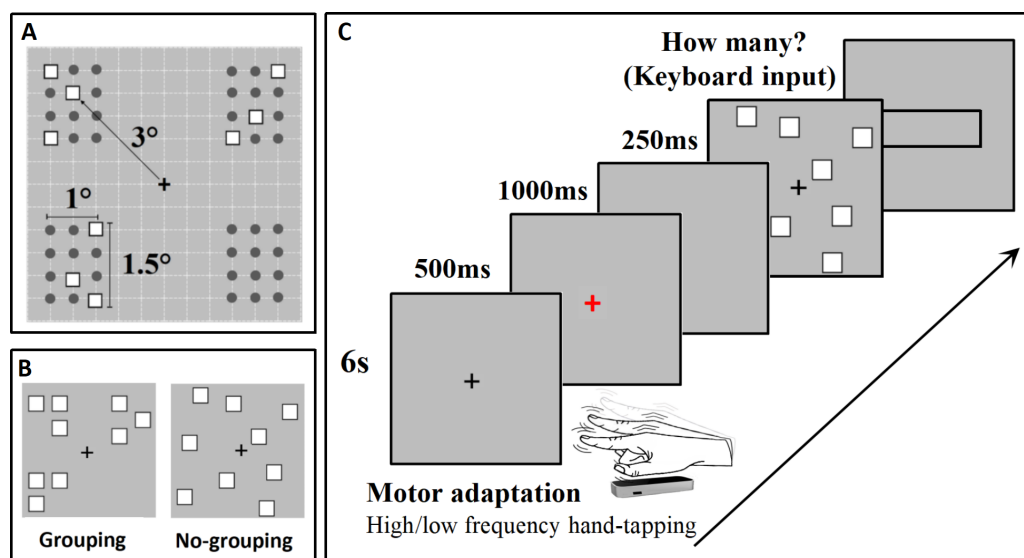 A
3°
1°
1.5°
B
Grouping
No-grouping
C
How many?
(Keyboard input)
250ms
1000ms
500ms
6s
Motor adaptation
High/low frequency hand-tapping